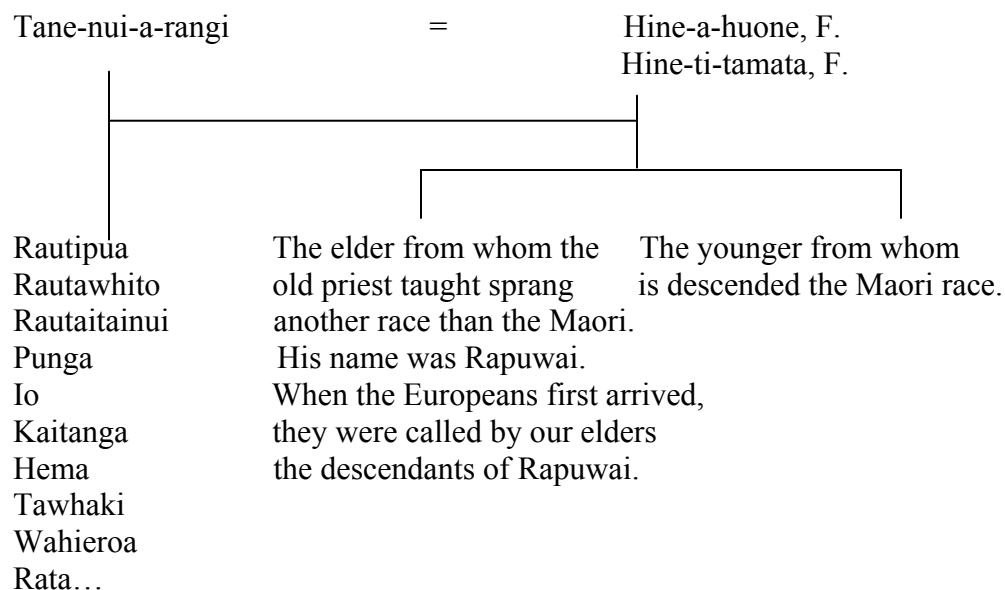 Tane-nui-a-rangi = Hine-a-huone, F.
Hine-ti-tamata, F.
Rautipua
Rautawhito
Rautaitainui
Punga
Io
Kaitanga
Hema
Tawhaki
Wahieroa
Rata…
The elder from whom the
old priest taught sprang
another race than the Maori.
His name was Rapuwai.
When the Europeans first arrived,
they were called by our elders
the descendants of Rapuwai.
The younger from whom
is descended the Maori race.